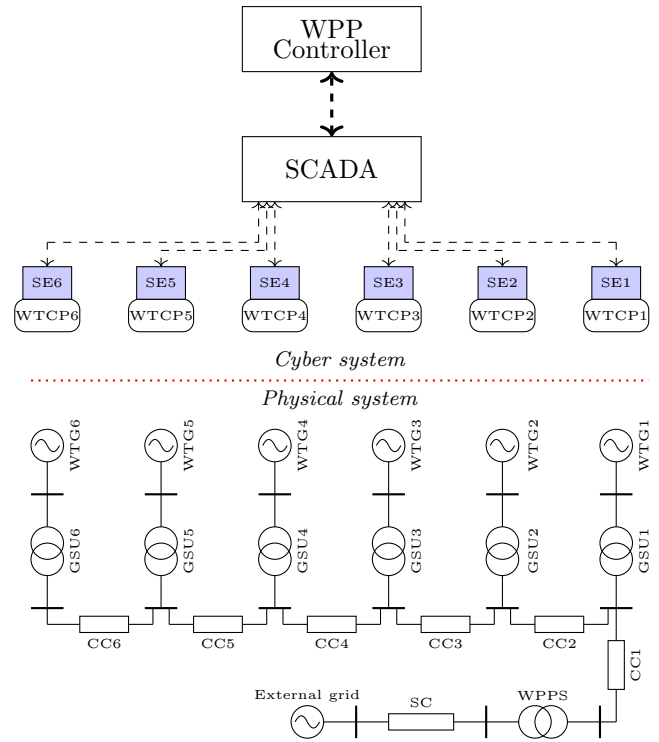 WPP
Controller
SCADA
SE6 SE5 SE4 SE3 SE2 SE1
WTCP6 WTCP5 WTCP4 WTCP3 WTCP2 WTCP1
Cyber system
Physical system
WTG6 WTG5 WTG4 WTG3 WTG2 WTG1
GSU6 GSU5 GSU4 GSU3 GSU2 GSU1
CC6 CC5 CC4 CC3 CC2
CC1
External grid SC WPPS